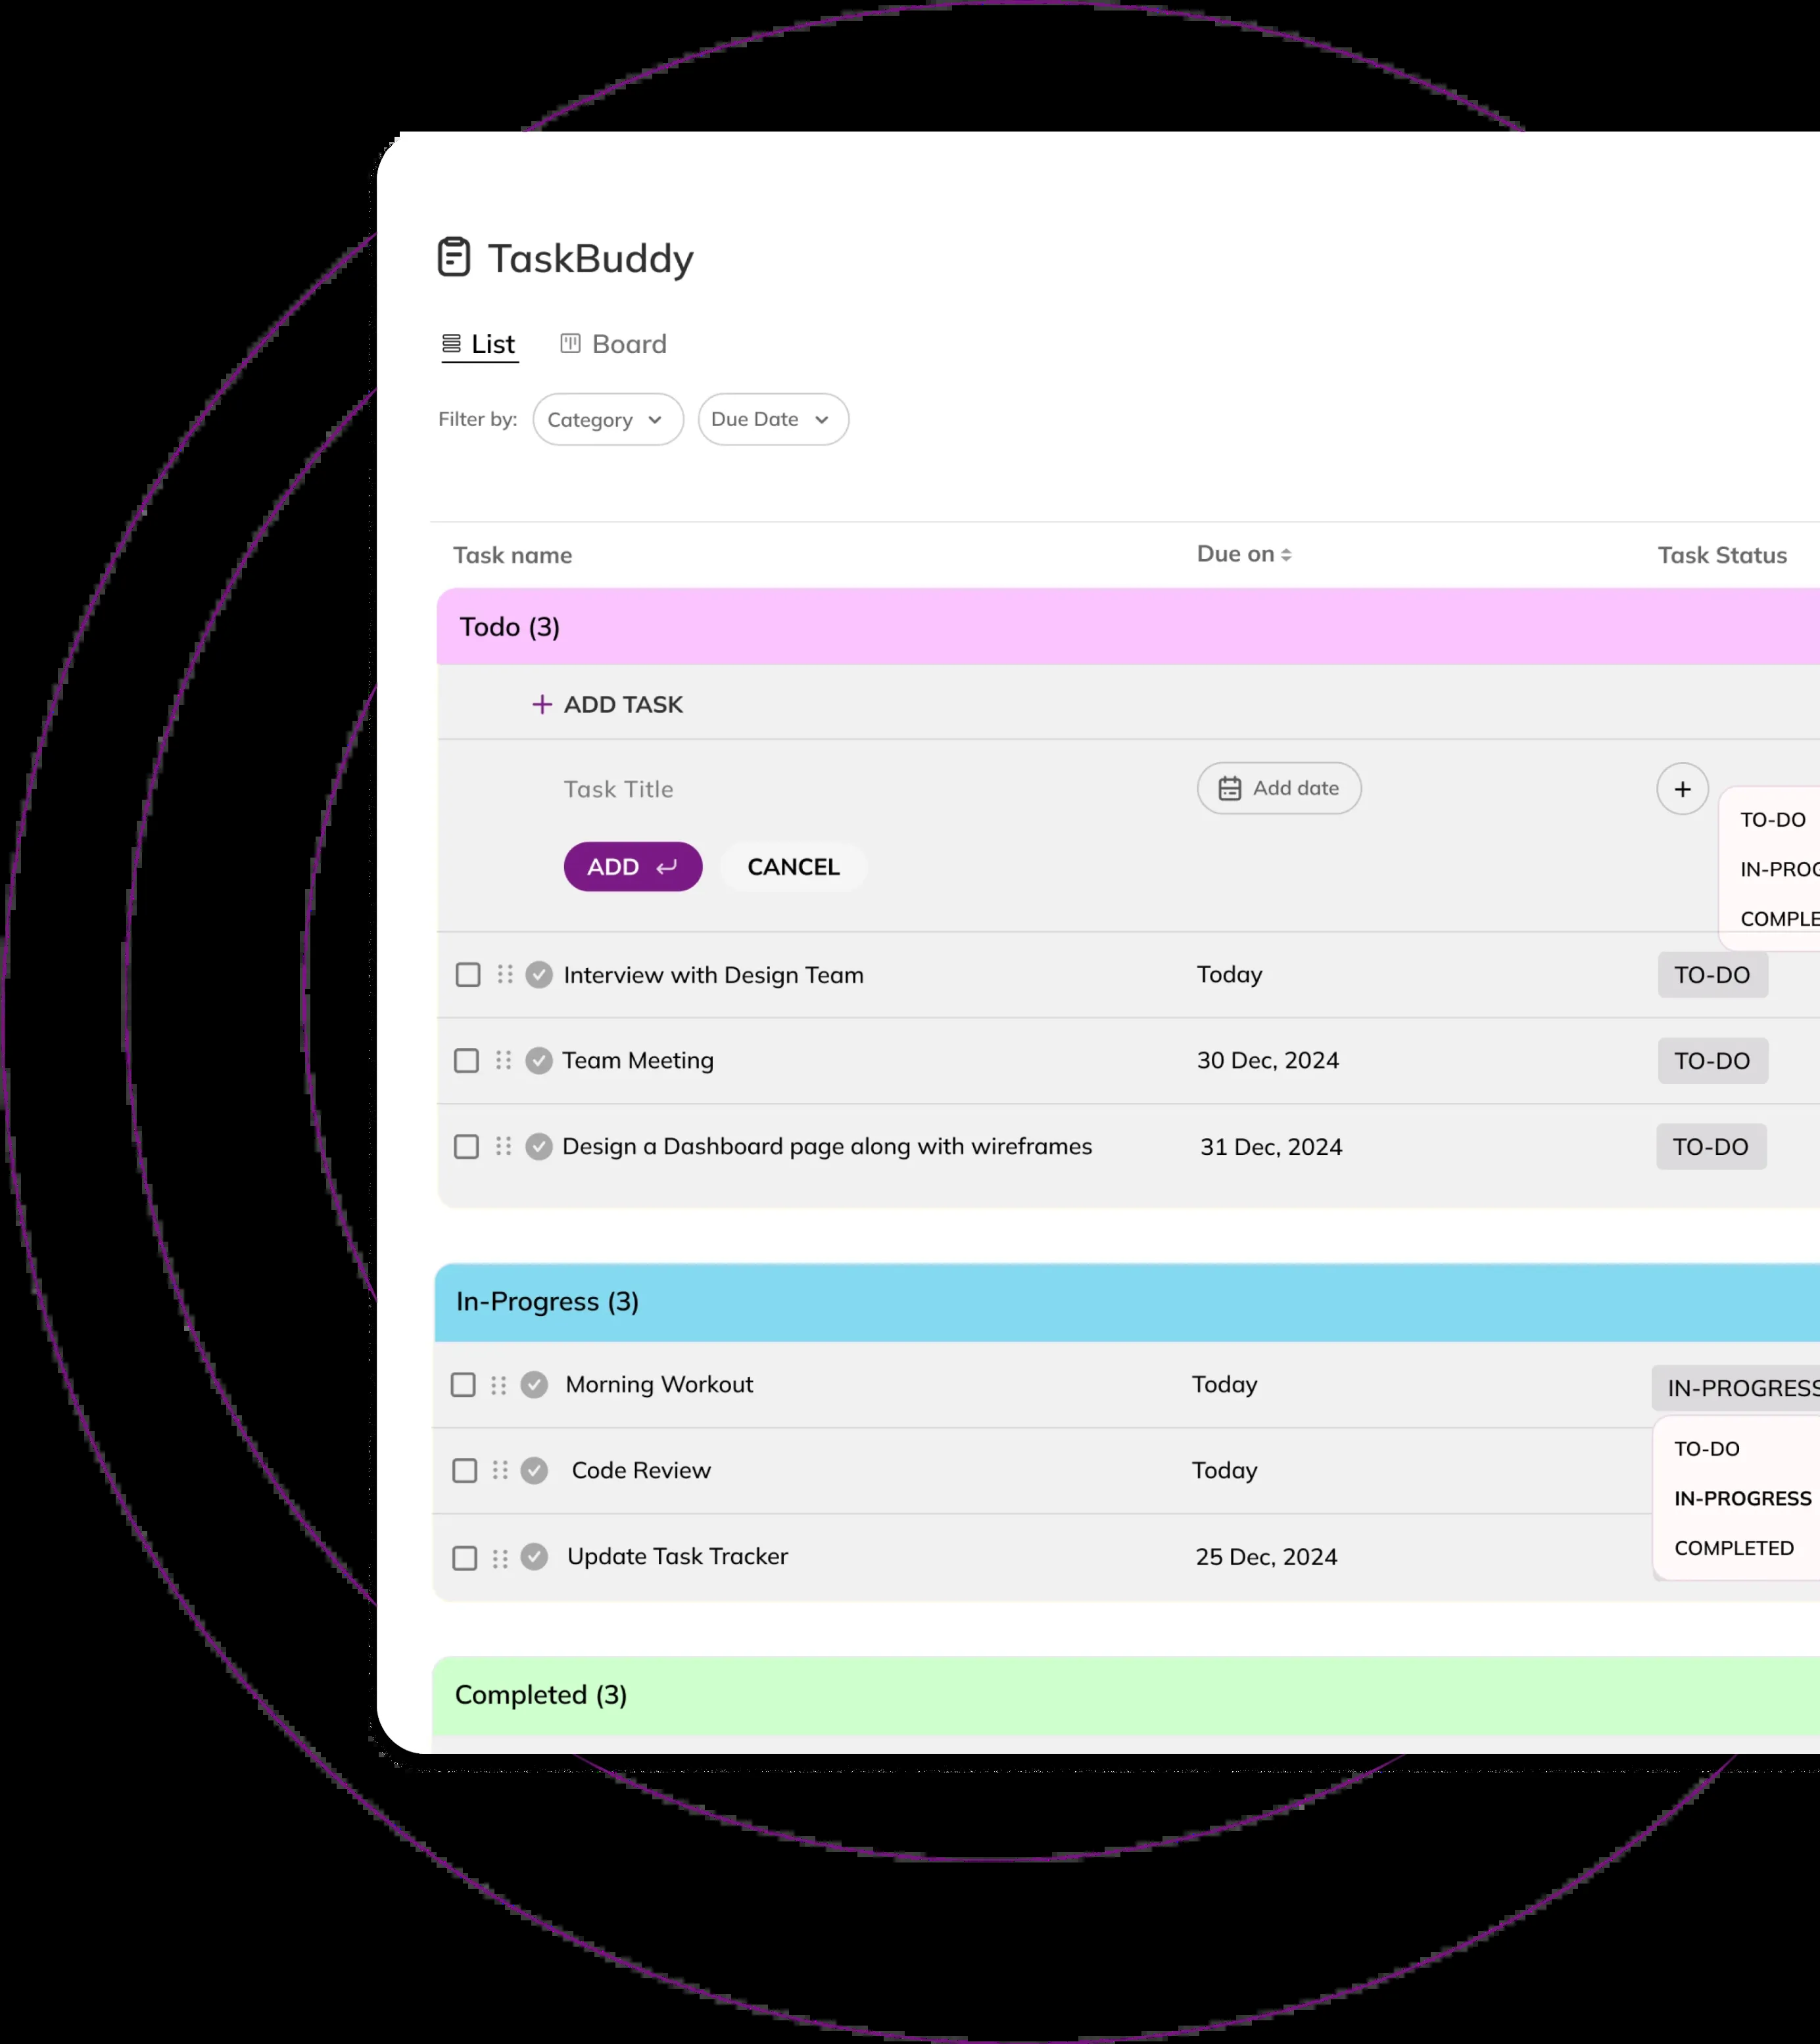 TaskBuddy
List Board
Filter by: Category Due Date
Task name Due on Task Status
Todo (3)
+ ADD TASK
Task Title Add date +
TO-DO
IN-PROG
COMPLE
ADD CANCEL
Interview with Design Team Today TO-DO
Team Meeting 30 Dec, 2024 TO-DO
Design a Dashboard page along with wireframes 31 Dec, 2024 TO-DO
In-Progress (3)
Morning Workout Today IN-PROGRESS
TO-DO
Code Review Today
IN-PROGRESS
COMPLETED
Update Task Tracker 25 Dec, 2024
Completed (3)